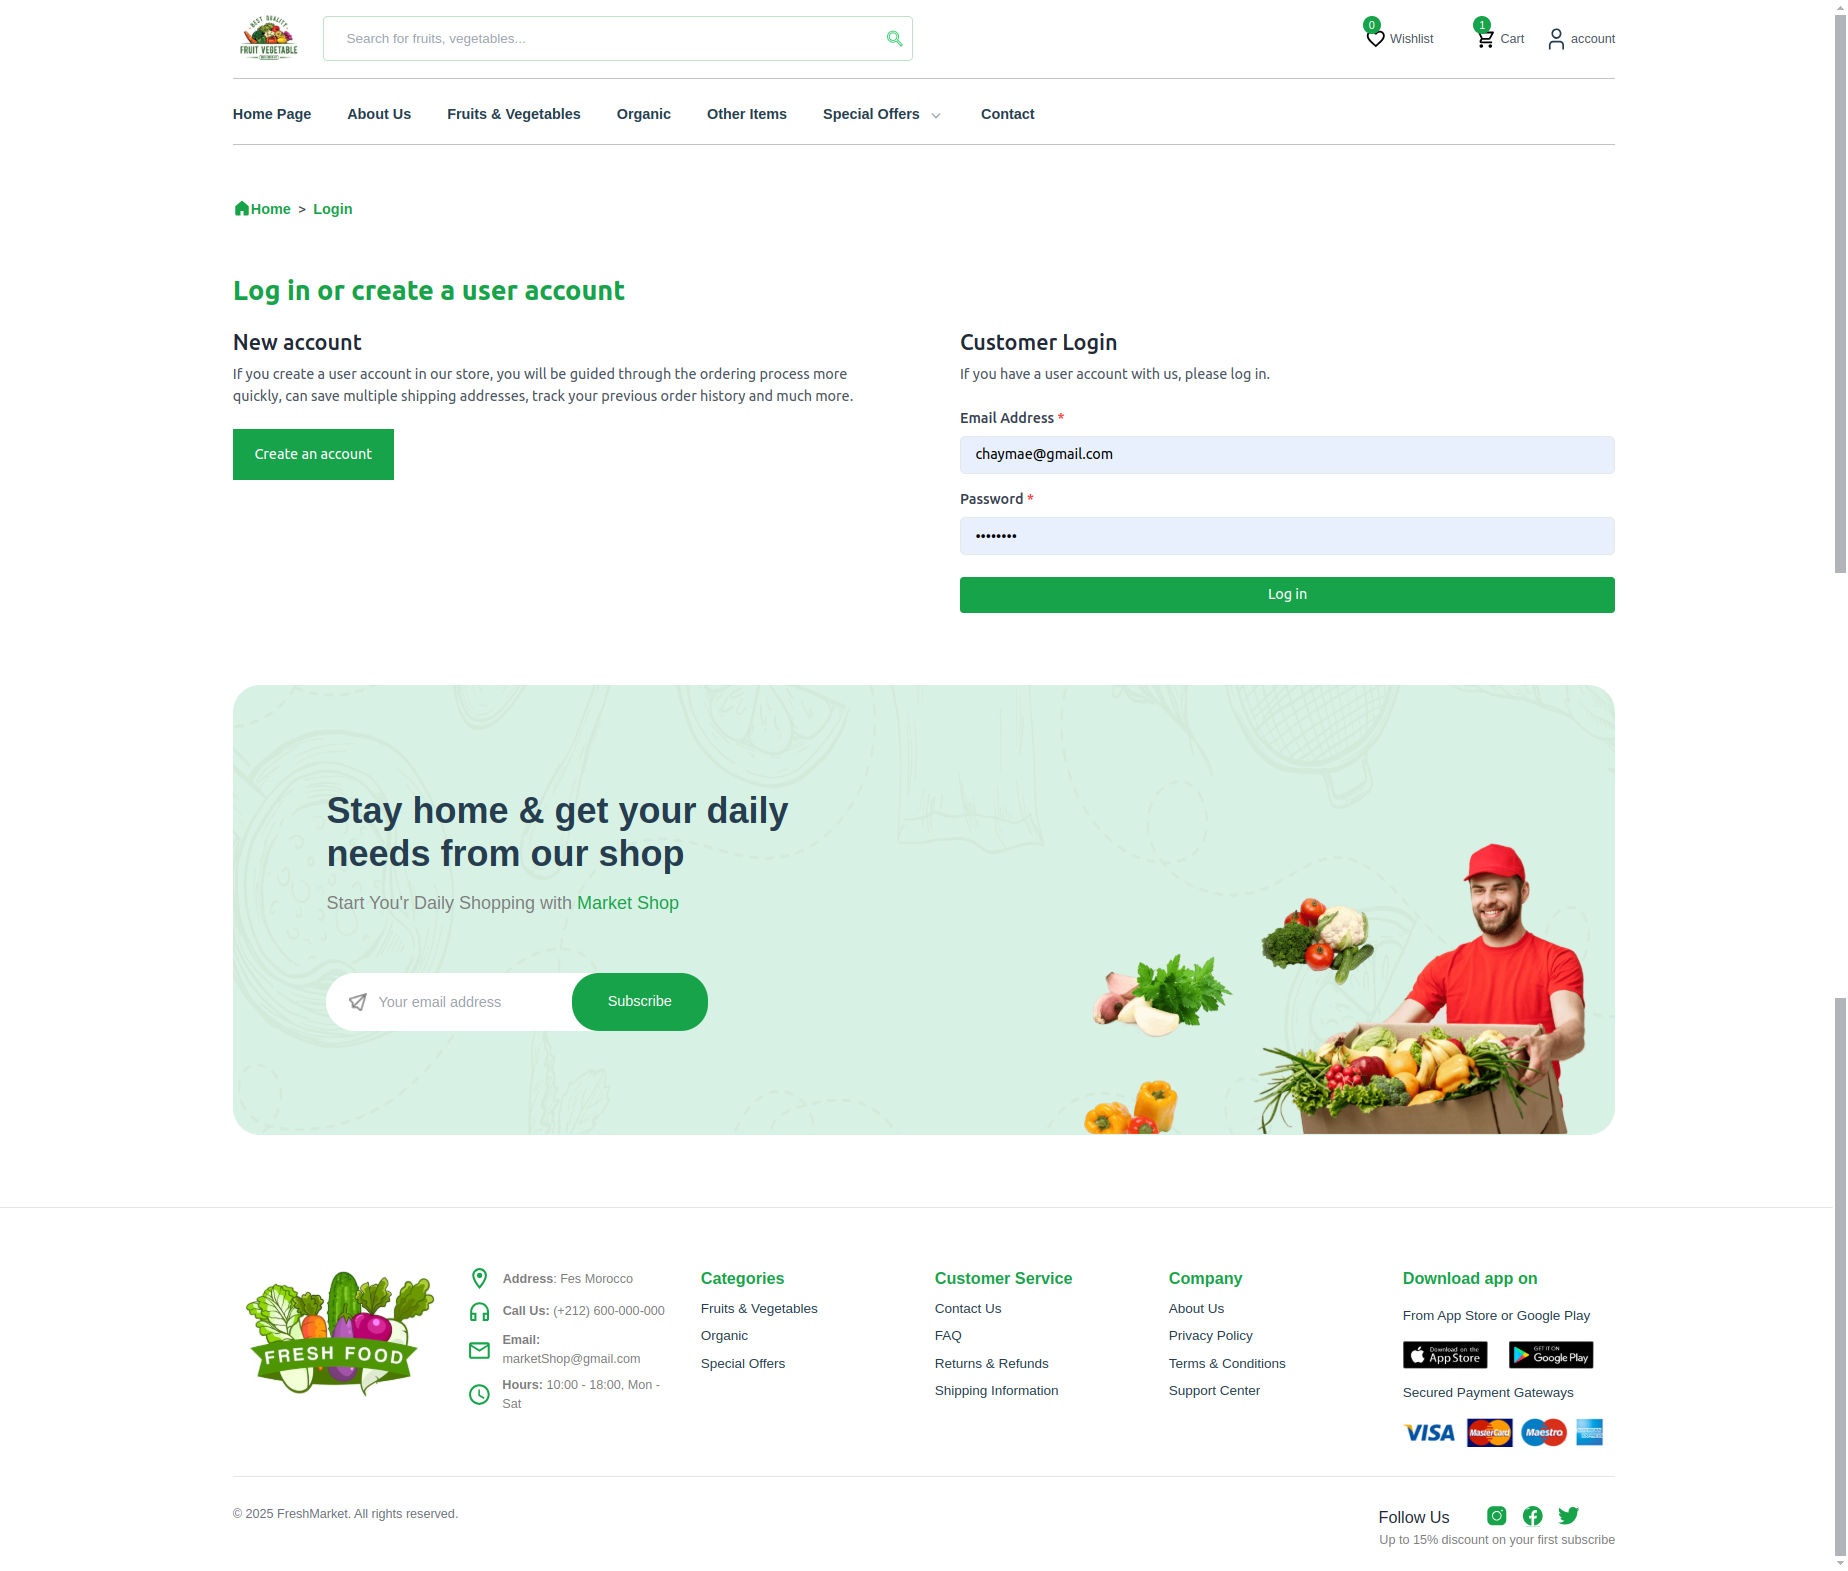 BEST QUALITY
FRUIT VEGETABLE
Search for fruits, vegetables...
0
Wishlist
1
Cart
account
Home Page
About Us
Fruits & Vegetables
Organic
Other Items
Special Offers
Contact
Home > Login
Log in or create a user account
New account
If you create a user account in our store, you will be guided through the ordering process more
quickly, can save multiple shipping addresses, track your previous order history and much more.
Create an account
Customer Login
If you have a user account with us, please log in.
Email Address *
chaymae@gmail.com
Password *
••••••••
Log in
Stay home & get your daily
needs from our shop
Start You'r Daily Shopping with Market Shop
Your email address
Subscribe
FRESH FOOD
Address: Fes Morocco
Call Us: (+212) 600-000-000
Email:
marketShop@gmail.com
Hours: 10:00 - 18:00, Mon -
Sat
Categories
Fruits & Vegetables
Organic
Special Offers
Customer Service
Contact Us
FAQ
Returns & Refunds
Shipping Information
Company
About Us
Privacy Policy
Terms & Conditions
Support Center
Download app on
From App Store or Google Play
Download on the
App Store
GET IT ON
Google Play
Secured Payment Gateways
VISA
MasterCard
Maestro
AMERICAN
EXPRESS
© 2025 FreshMarket. All rights reserved.
Follow Us
Up to 15% discount on your first subscribe